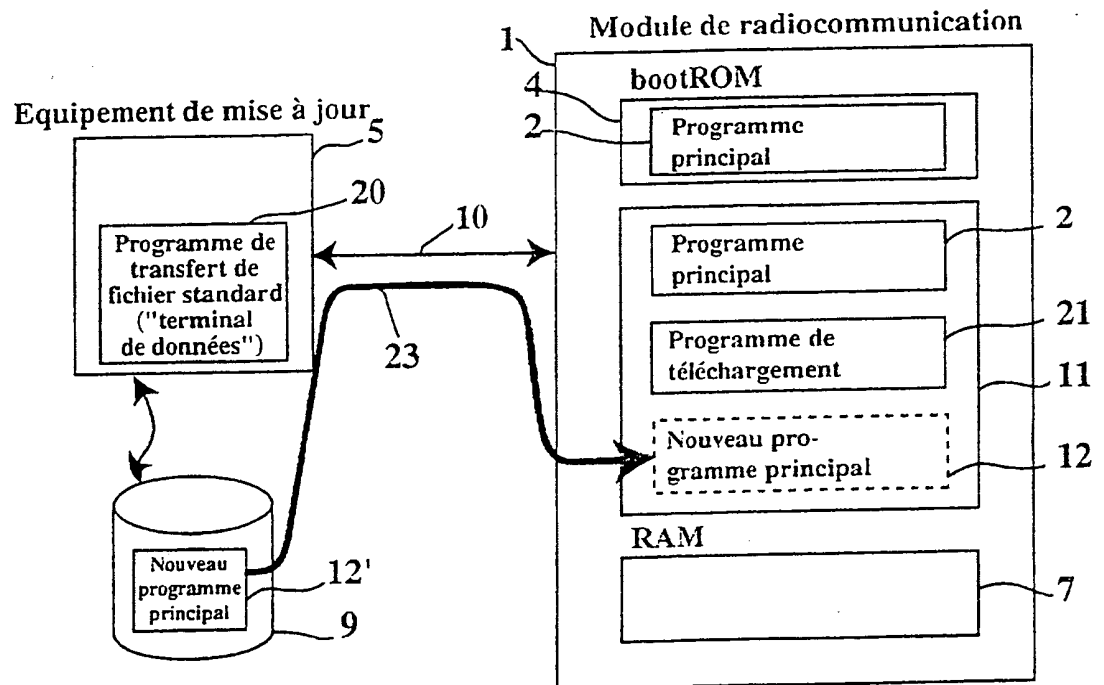 Module de radiocommunication
1
bootROM
4
Programme
principal
2
Equipement de mise à jour
5
20
Programme de
transfert de
fichier standard
("terminal
de données")
10
23
Programme
principal
2
Programme de
téléchargement
21
11
Nouveau pro-
gramme principal
12
RAM
7
Nouveau
programme
principal
12'
9